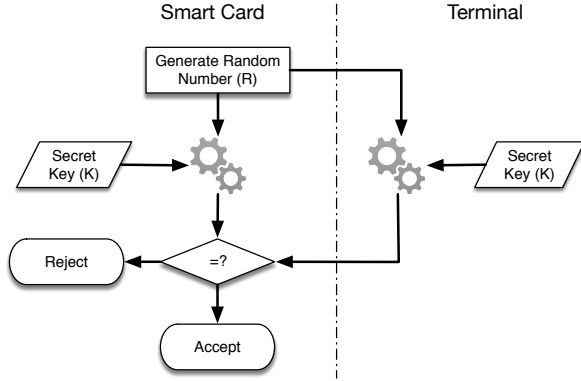 Smart Card
Terminal
Generate Random
Number (R)
Secret
Key (K)
Secret
Key (K)
Reject
=?
Accept